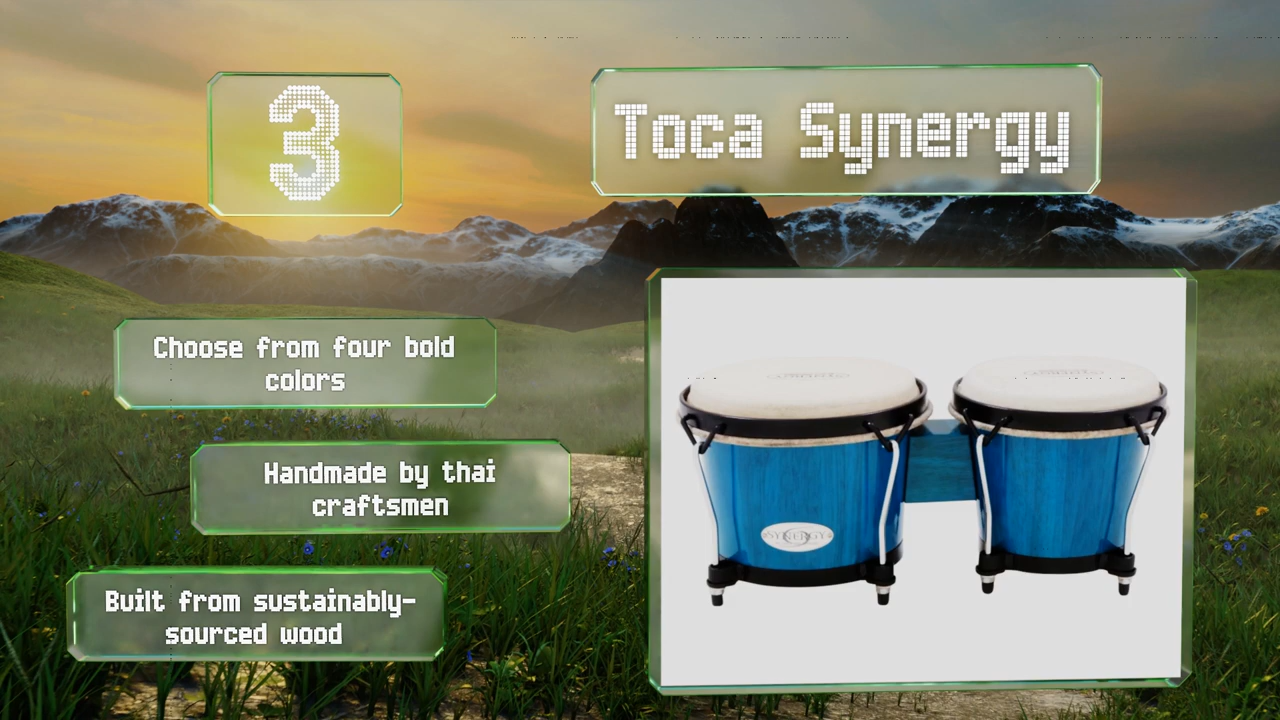 3
Toca Synergy
Choose from four bold
colors
Handmade by thai
craftsmen
Built from sustainably-
sourced wood
SYNERGY